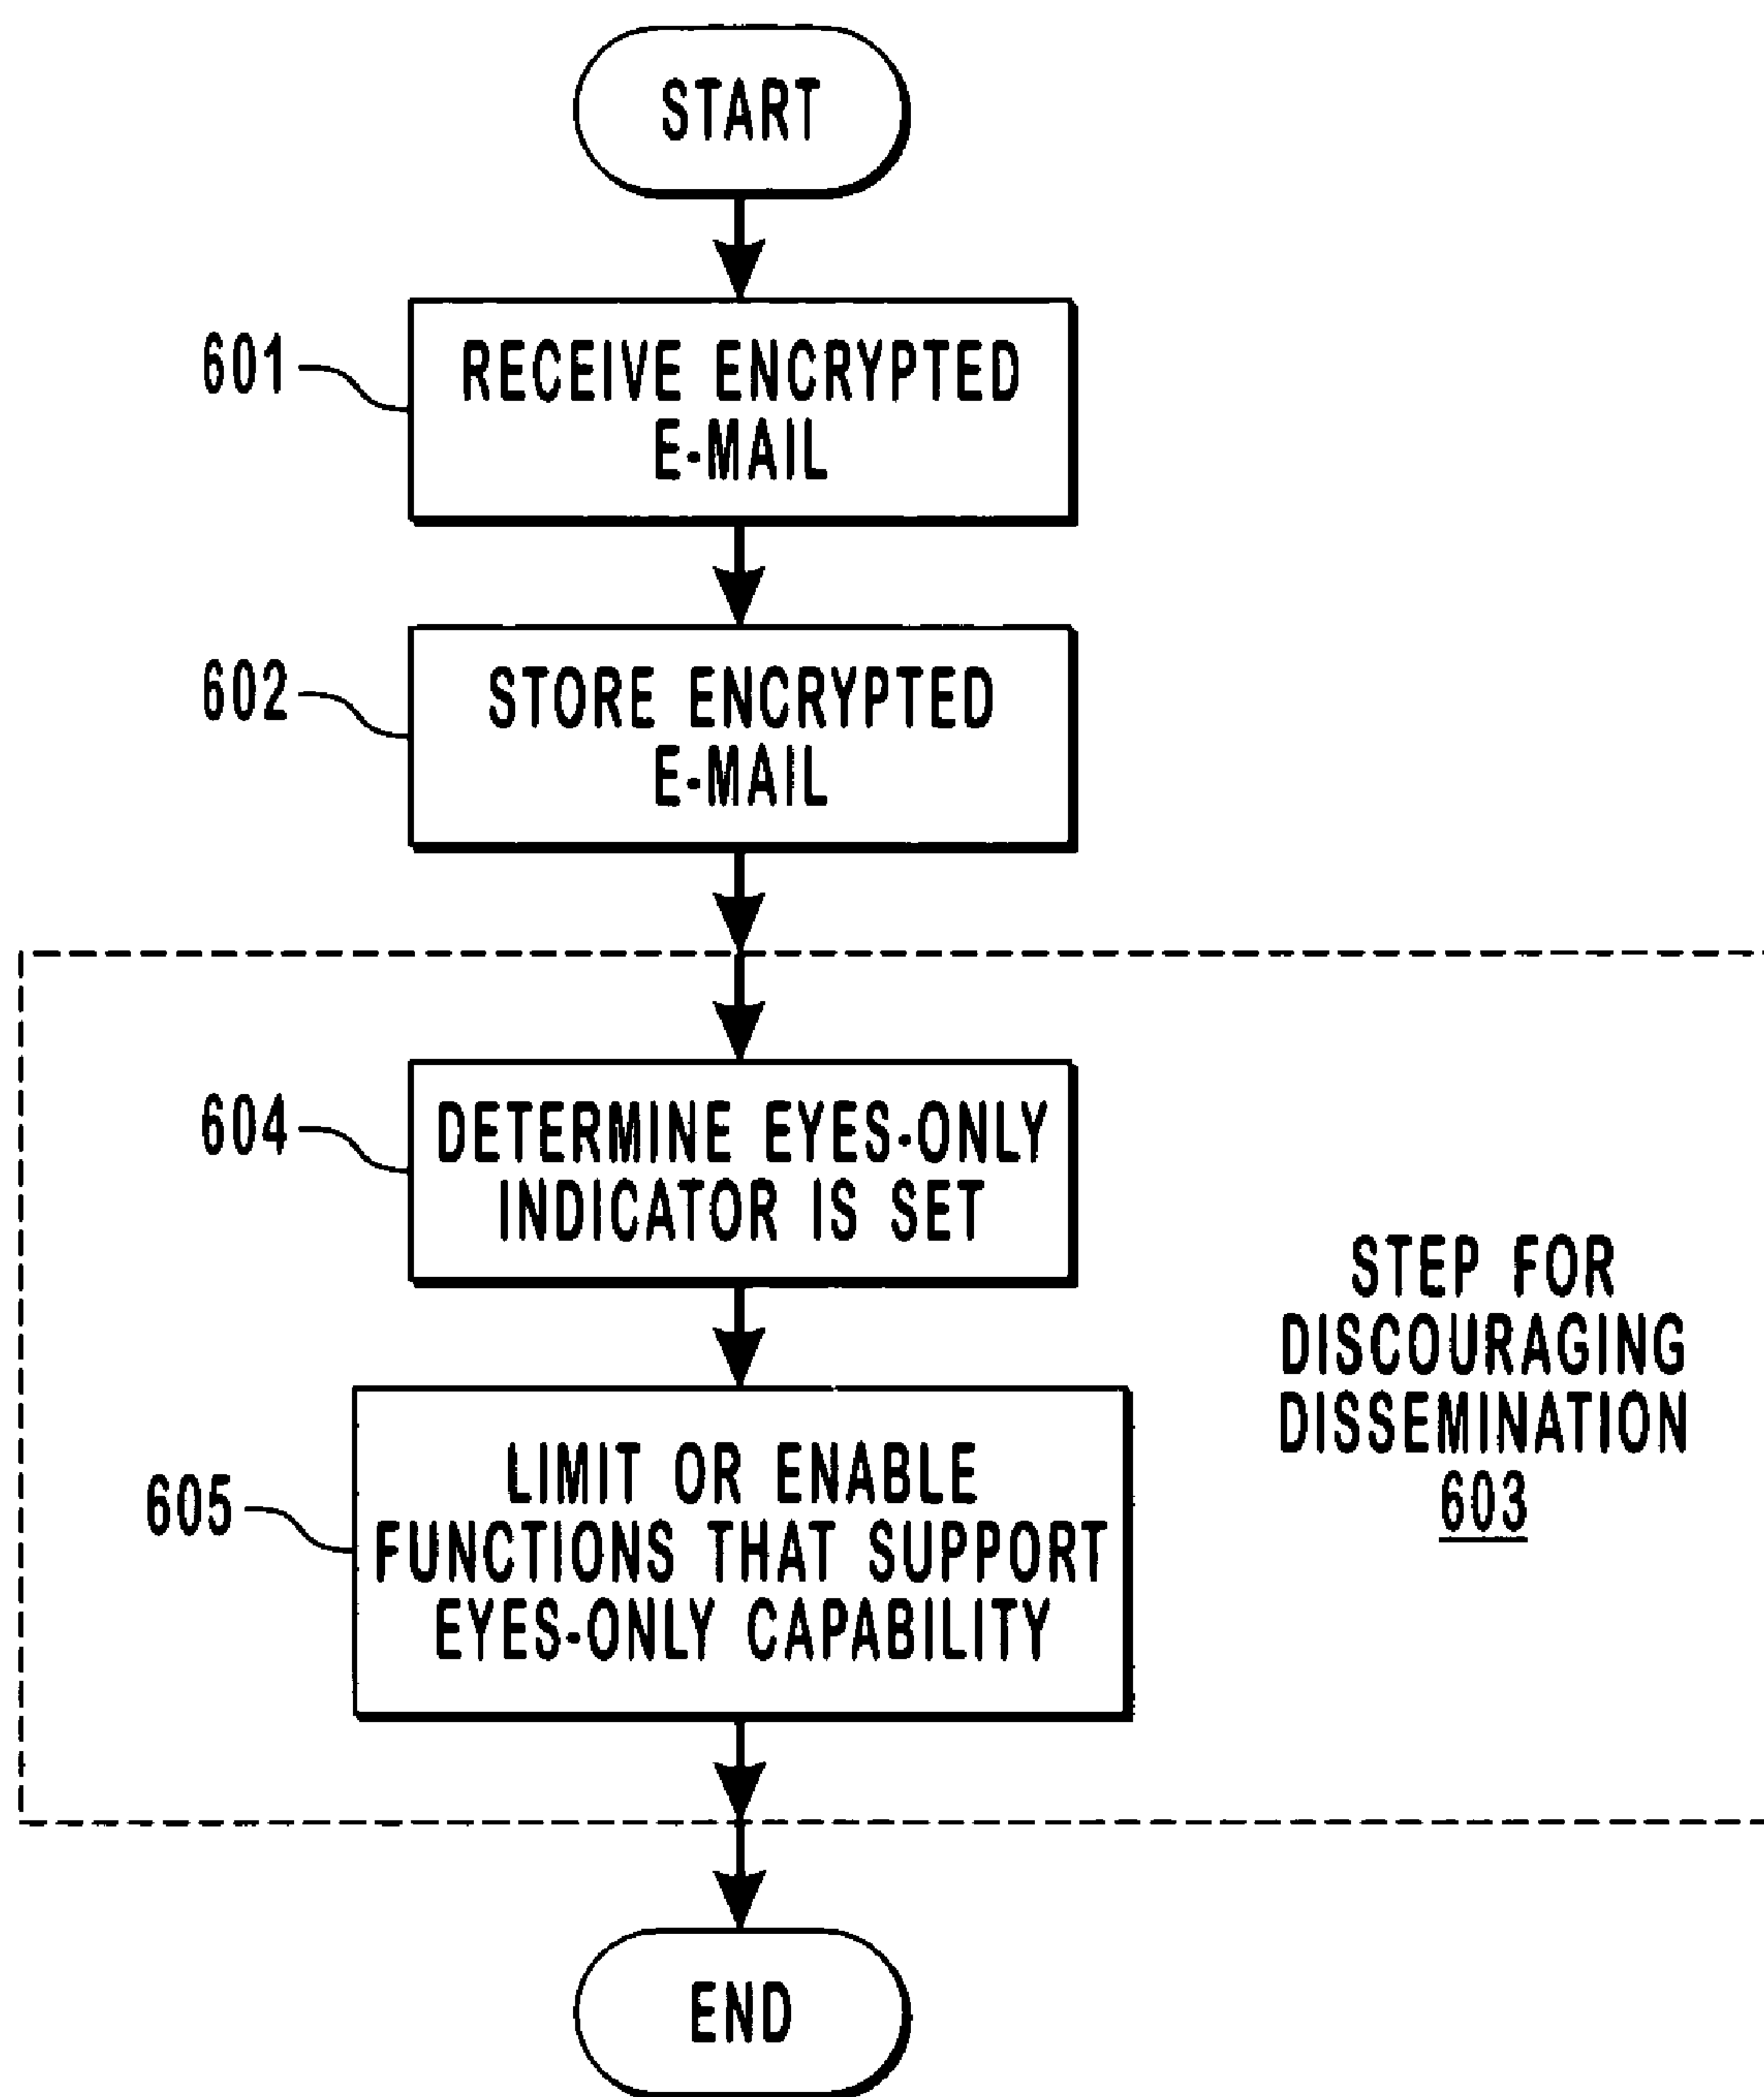 START
601
RECEIVE ENCRYPTED
E-MAIL
602
STORE ENCRYPTED
E-MAIL
604
DETERMINE EYES-ONLY
INDICATOR IS SET
STEP FOR
DISCOURAGING
DISSEMINATION
603
605
LIMIT OR ENABLE
FUNCTIONS THAT SUPPORT
EYES-ONLY CAPABILITY
END